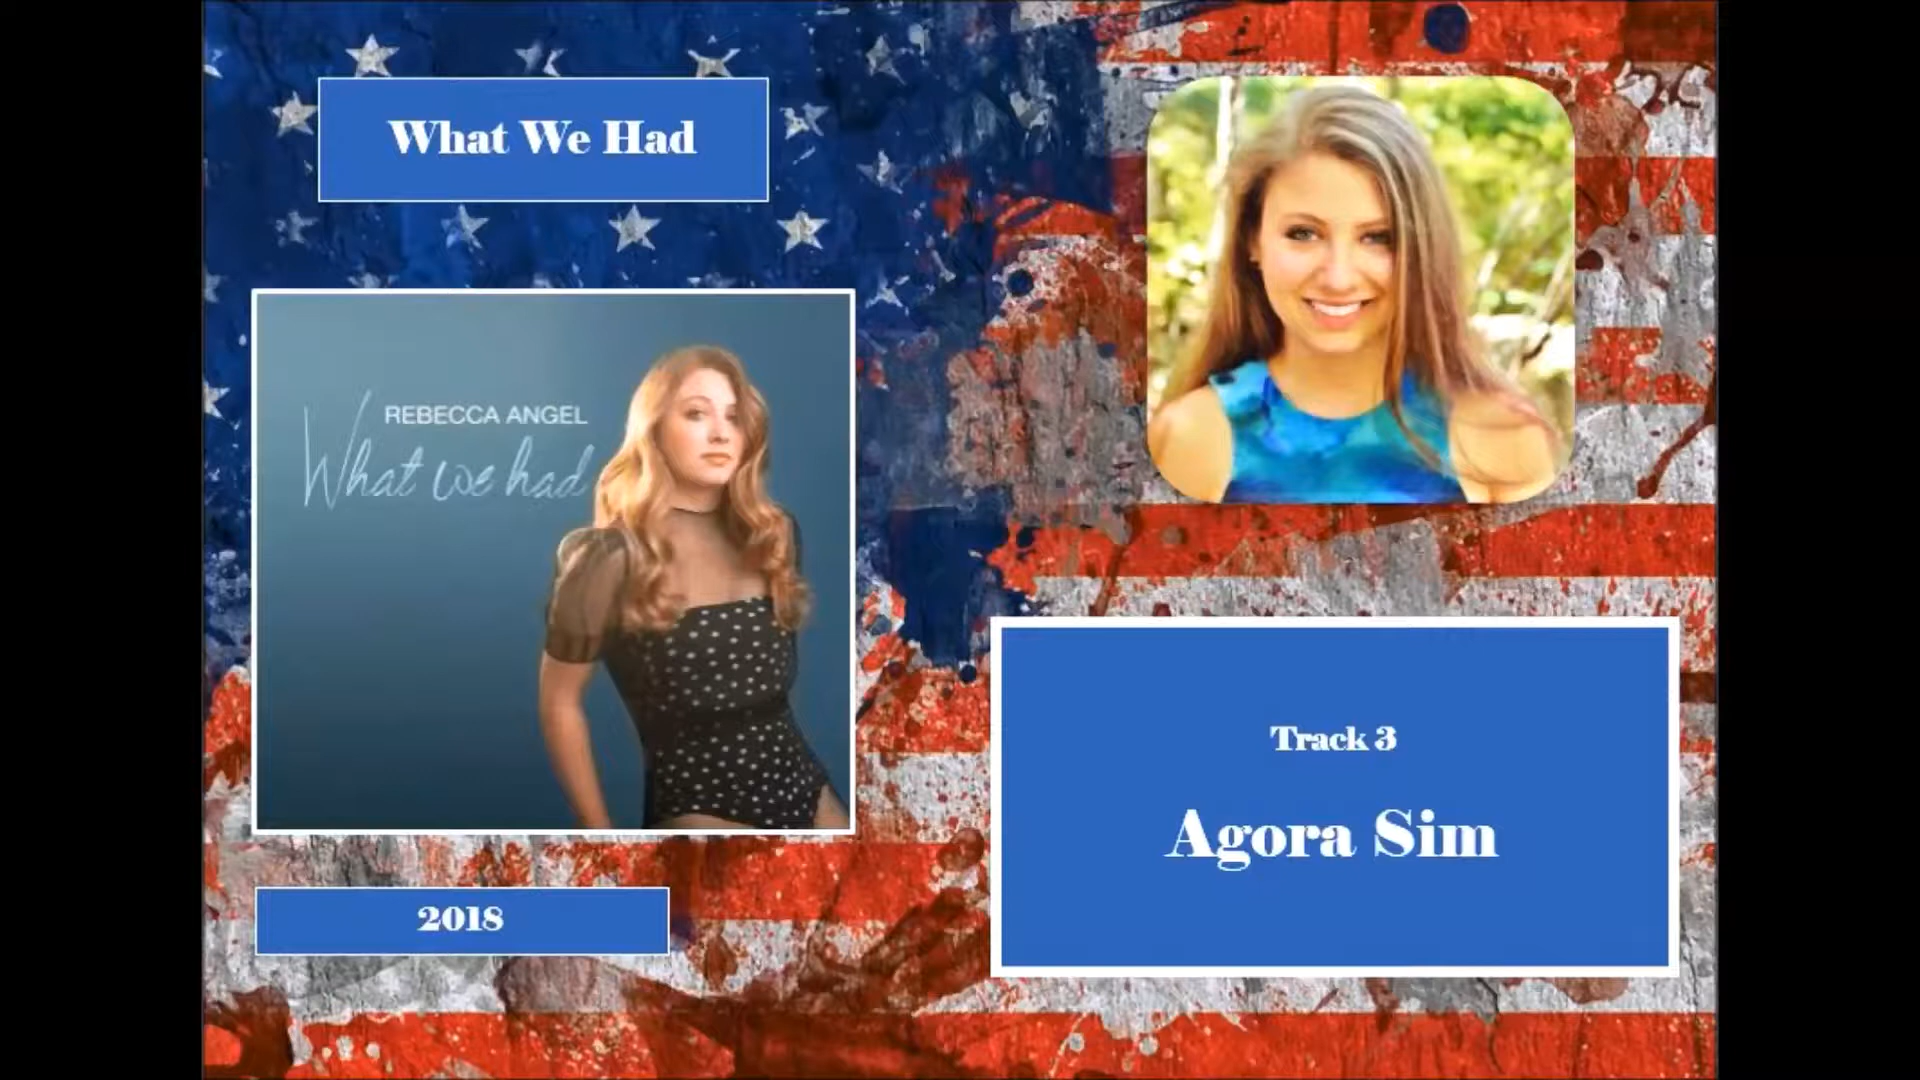 What We Had
REBECCA ANGEL
What we had
2018
Track 3
Agora Sim